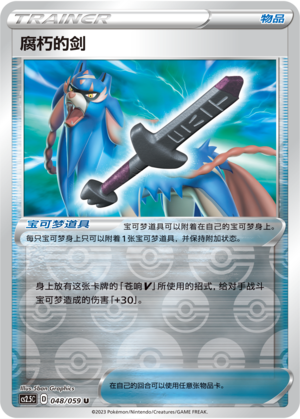 TRAINER 物品
腐朽的剑
宝可梦道具 宝可梦道具可以附着在自己的宝可梦身上。
每只宝可梦身上只可以附着1张宝可梦道具,并保持附加状态。
身上放有这张卡牌的「苍响V」所使用的招式,给对手战斗
宝可梦造成的伤害「+30」。
Illus. 5ban Graphics
D 048/059 U
在自己的回合可以使用任意张物品卡。
©2023 Pokémon/Nintendo/Creatures/GAME FREAK.